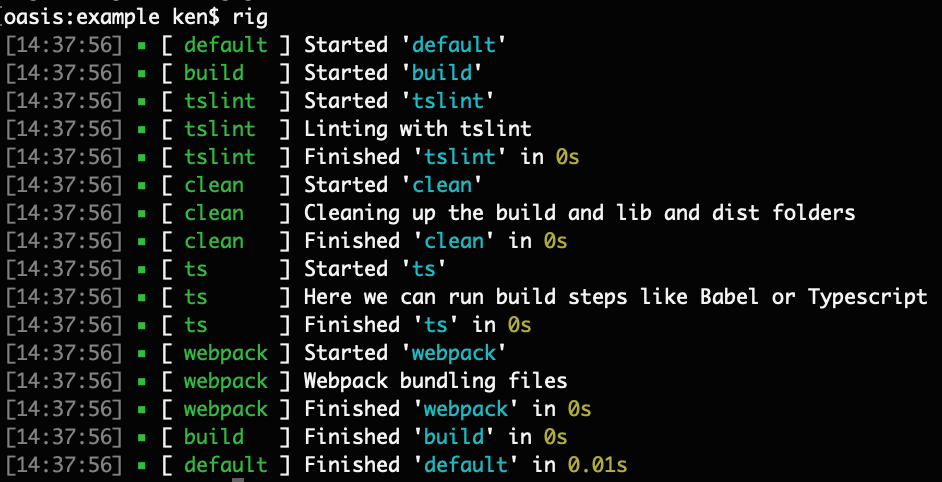 [oasis:example ken$ rig
[14:37:56] ▪ [ default ] Started 'default'
[14:37:56] ▪ [ build   ] Started 'build'
[14:37:56] ▪ [ tslint  ] Started 'tslint'
[14:37:56] ▪ [ tslint  ] Linting with tslint
[14:37:56] ▪ [ tslint  ] Finished 'tslint' in 0s
[14:37:56] ▪ [ clean   ] Started 'clean'
[14:37:56] ▪ [ clean   ] Cleaning up the build and lib and dist folders
[14:37:56] ▪ [ clean   ] Finished 'clean' in 0s
[14:37:56] ▪ [ ts      ] Started 'ts'
[14:37:56] ▪ [ ts      ] Here we can run build steps like Babel or Typescript
[14:37:56] ▪ [ ts      ] Finished 'ts' in 0s
[14:37:56] ▪ [ webpack ] Started 'webpack'
[14:37:56] ▪ [ webpack ] Webpack bundling files
[14:37:56] ▪ [ webpack ] Finished 'webpack' in 0s
[14:37:56] ▪ [ build   ] Finished 'build' in 0s
[14:37:56] ▪ [ default ] Finished 'default' in 0.01s